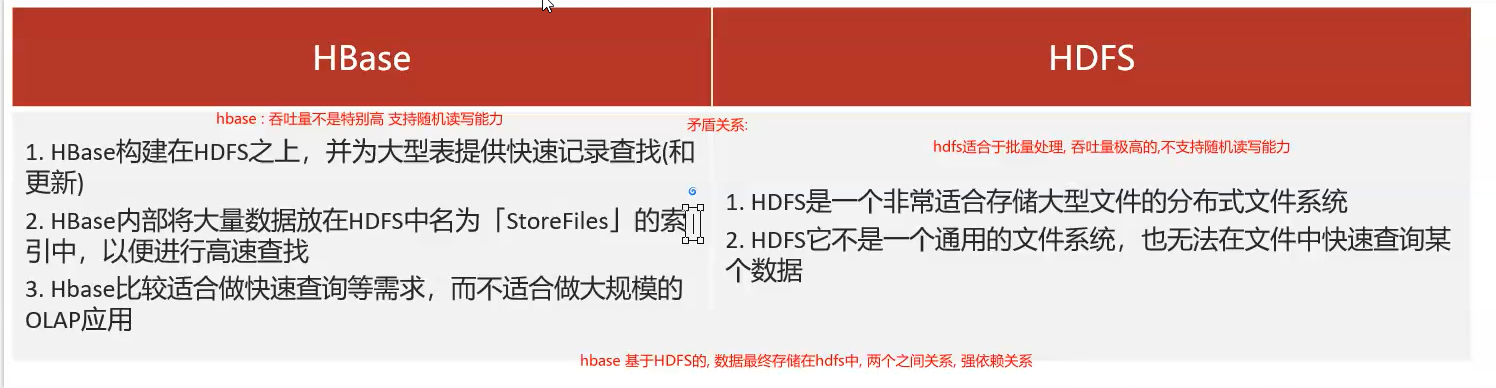 HBase
HDFS
hbase : 吞吐量不是特别高 支持随机读写能力
矛盾关系:
hdfs适合于批量处理, 吞吐量极高的,不支持随机读写能力
1. HBase构建在HDFS之上，并为大型表提供快速记录查找(和
更新)
2. HBase内部将大量数据放在HDFS中名为「StoreFiles」的索
引中，以便进行高速查找
3. Hbase比较适合做快速查询等需求，而不适合做大规模的
OLAP应用
1. HDFS是一个非常适合存储大型文件的分布式文件系统
2. HDFS它不是一个通用的文件系统，也无法在文件中快速查询某
个数据
hbase 基于HDFS的, 数据最终存储在hdfs中, 两个之间关系, 强依赖关系